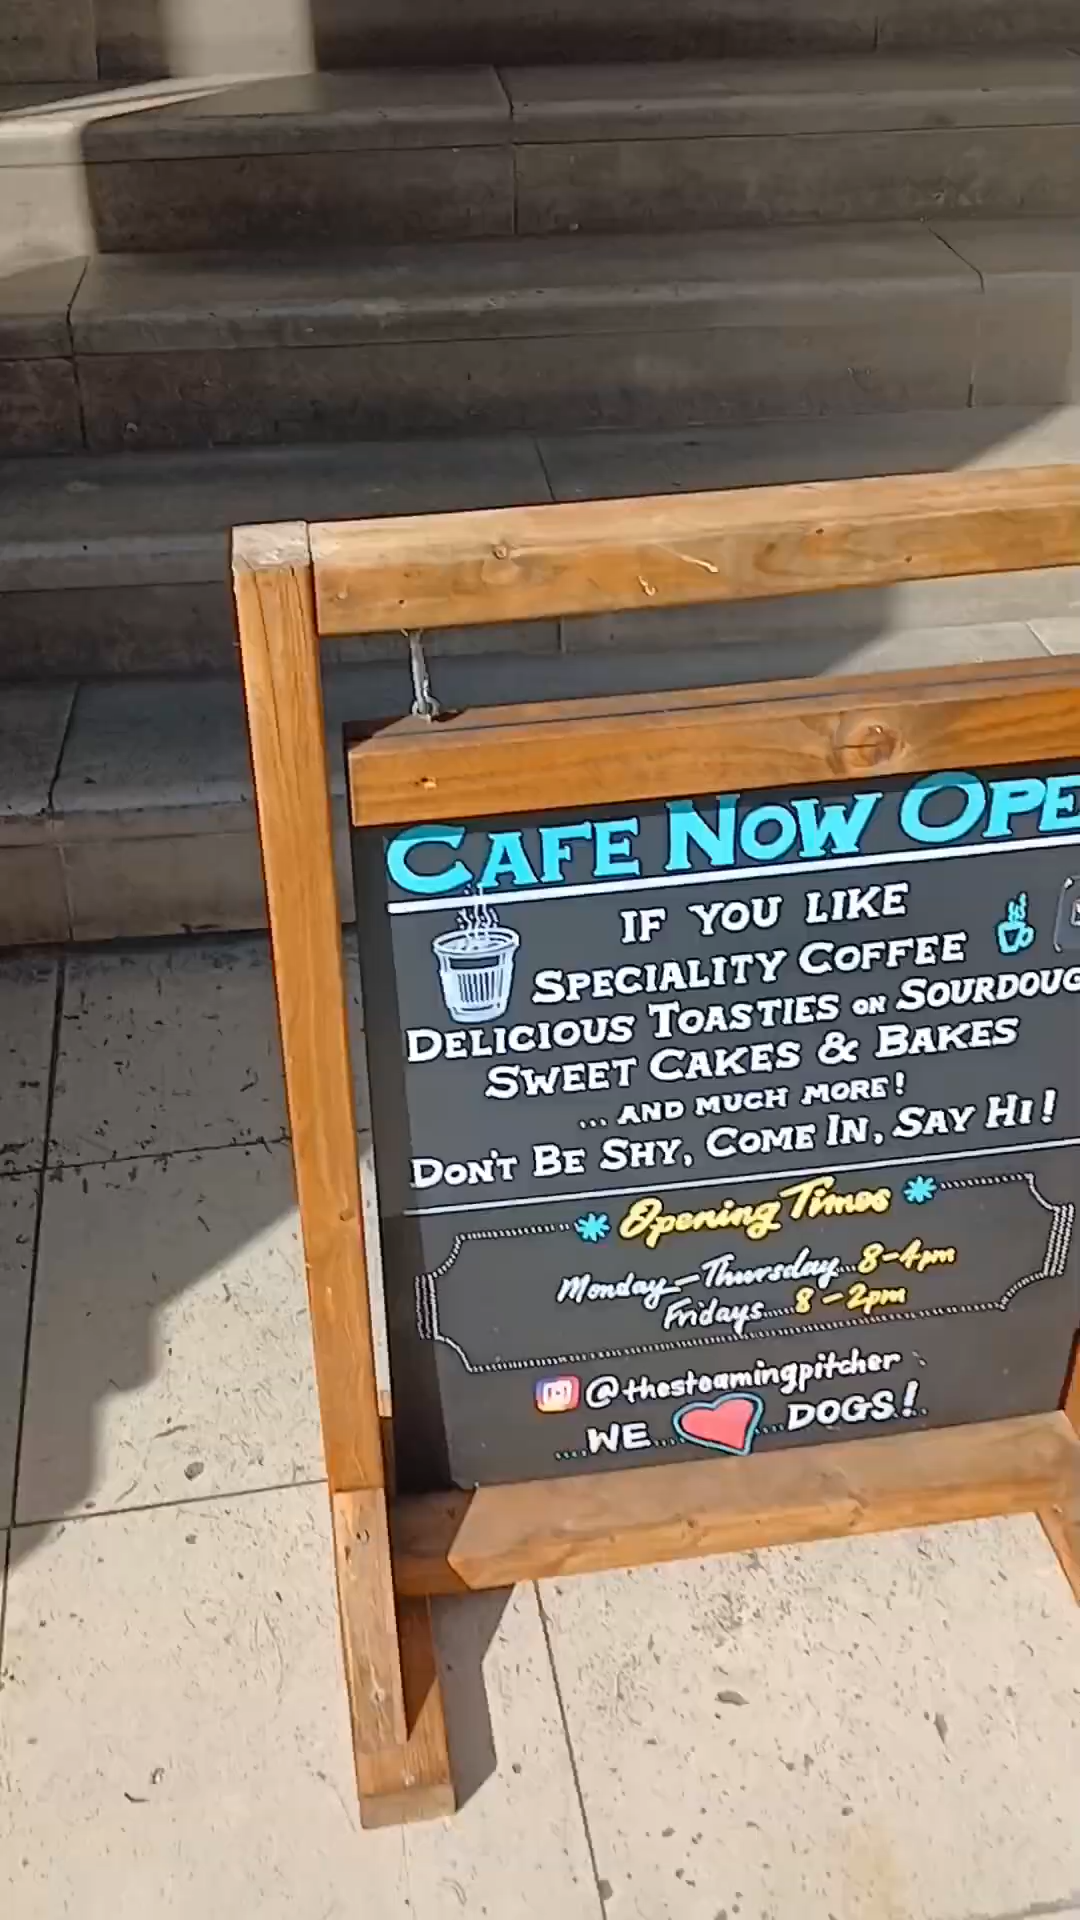 CAFE NOW OPE
IF YOU LIKE
SPECIALITY COFFEE
DELICIOUS TOASTIES ON SOURDOUG
SWEET CAKES & BAKES
... AND MUCH MORE!
DON'T BE SHY, COME IN, SAY HI!
Opening Times
Monday - Thursday... 8-4pm
Fridays..... 8-2pm
@thesteamingpitcher
....WE... ....DOGS!..